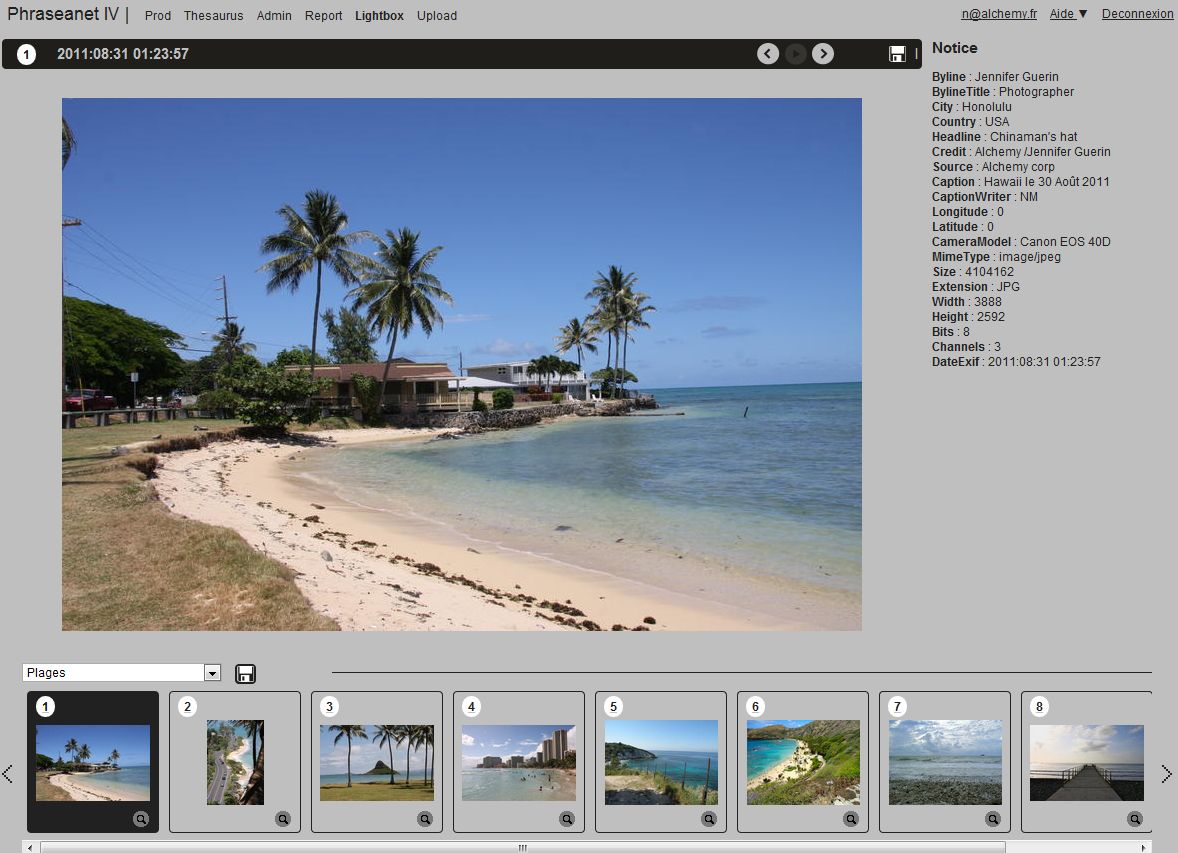 Phraseanet IV | Prod Thesaurus Admin Report Lightbox Upload n@alchemy.fr Aide ▼ Deconnexion
1 2011:08:31 01:23:57
Notice
Byline : Jennifer Guerin
BylineTitle : Photographer
City : Honolulu
Country : USA
Headline : Chinaman's hat
Credit : Alchemy /Jennifer Guerin
Source : Alchemy corp
Caption : Hawaii le 30 Août 2011
CaptionWriter : NM
Longitude : 0
Latitude : 0
CameraModel : Canon EOS 40D
MimeType : image/jpeg
Size : 4104162
Extension : JPG
Width : 3888
Height : 2592
Bits : 8
Channels : 3
DateExif : 2011:08:31 01:23:57
Plages
1 2 3 4 5 6 7 8